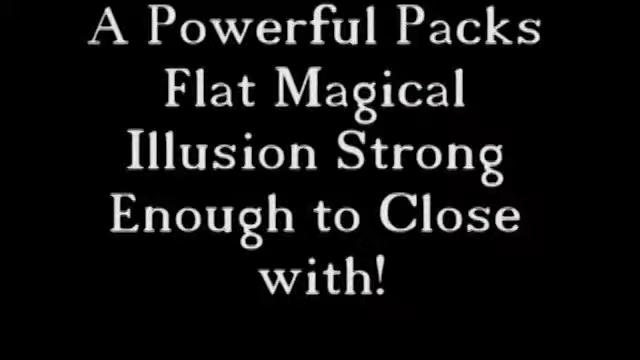 A Powerful Packs
Flat Magical
Illusion Strong
Enough to Close
with!